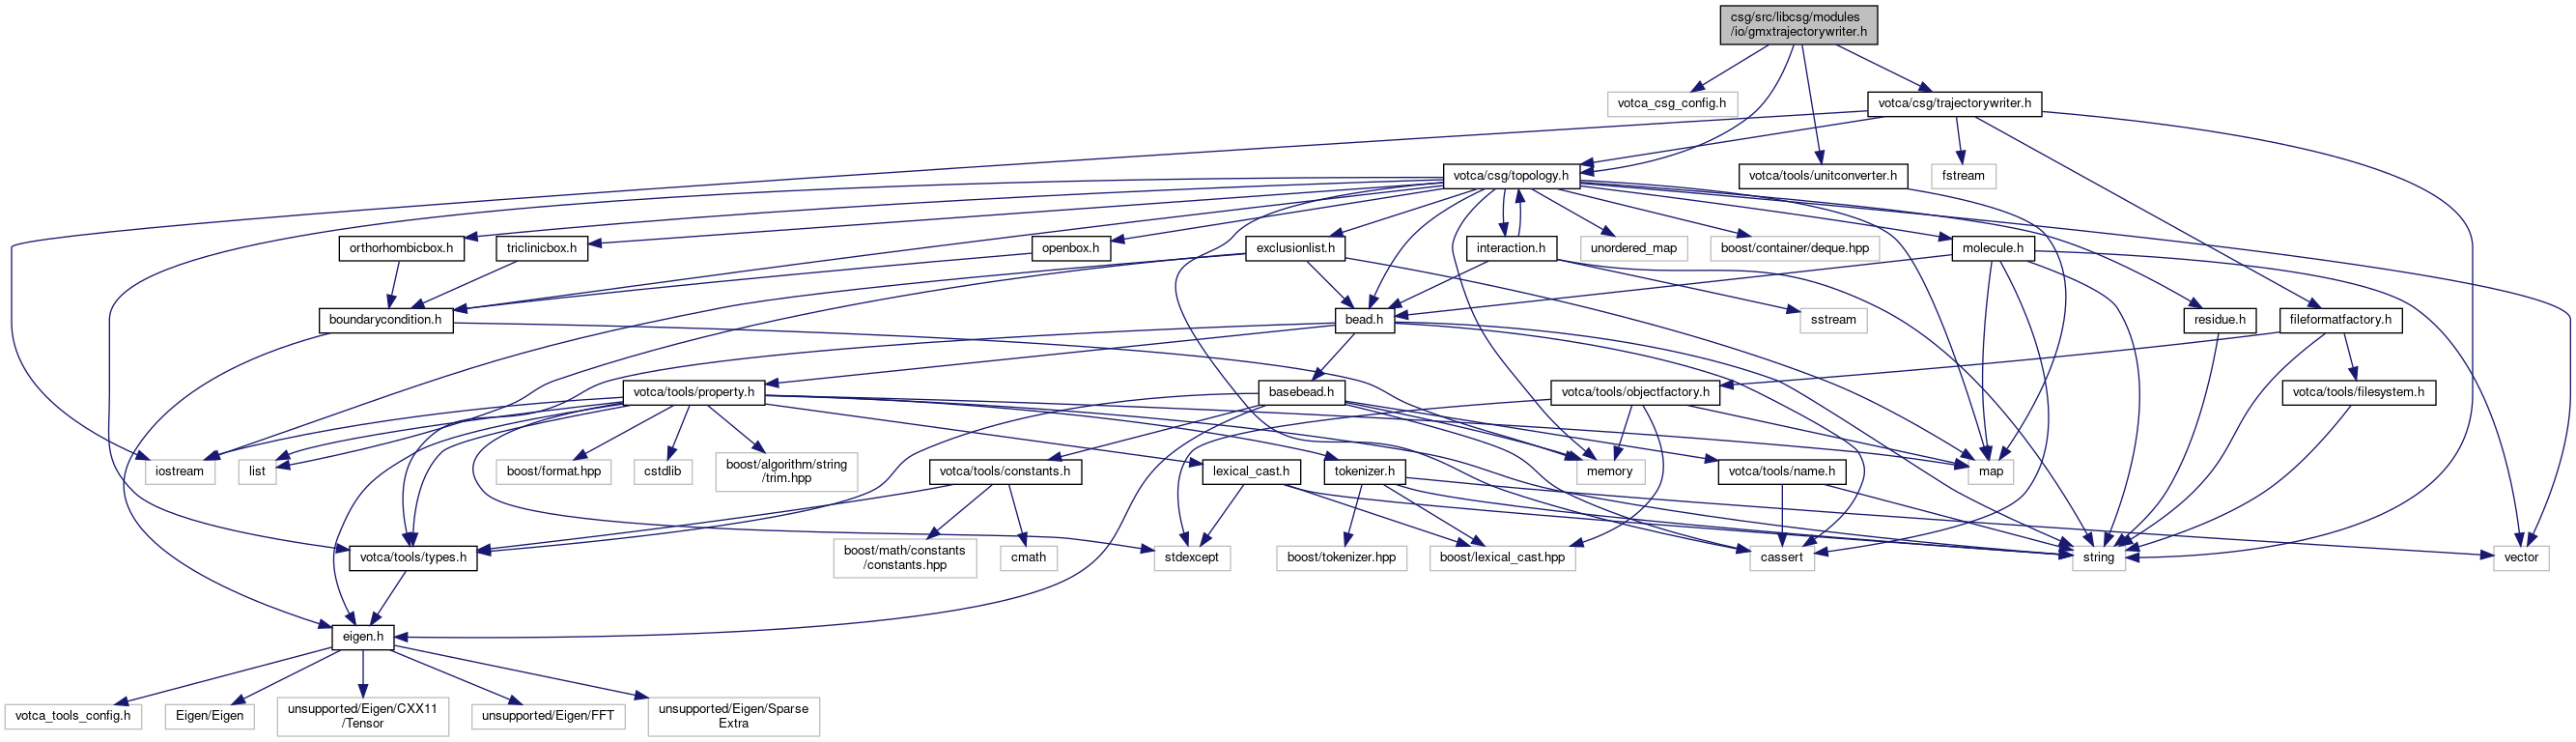 csg/src/libcsg/modules
/io/gmxtrajectorywriter.h
votca_csg_config.h
votca/csg/trajectorywriter.h
votca/csg/topology.h
votca/tools/unitconverter.h
fstream
orthorhombicbox.h
triclinicbox.h
openbox.h
exclusionlist.h
interaction.h
unordered_map
boost/container/deque.hpp
molecule.h
boundarycondition.h
bead.h
sstream
residue.h
fileformatfactory.h
votca/tools/property.h
basebead.h
votca/tools/objectfactory.h
votca/tools/filesystem.h
iostream
list
boost/format.hpp
cstdlib
boost/algorithm/string
/trim.hpp
votca/tools/constants.h
lexical_cast.h
tokenizer.h
memory
votca/tools/name.h
map
votca/tools/types.h
boost/math/constants
/constants.hpp
cmath
stdexcept
boost/tokenizer.hpp
boost/lexical_cast.hpp
cassert
string
vector
eigen.h
votca_tools_config.h
Eigen/Eigen
unsupported/Eigen/CXX11
/Tensor
unsupported/Eigen/FFT
unsupported/Eigen/Sparse
Extra